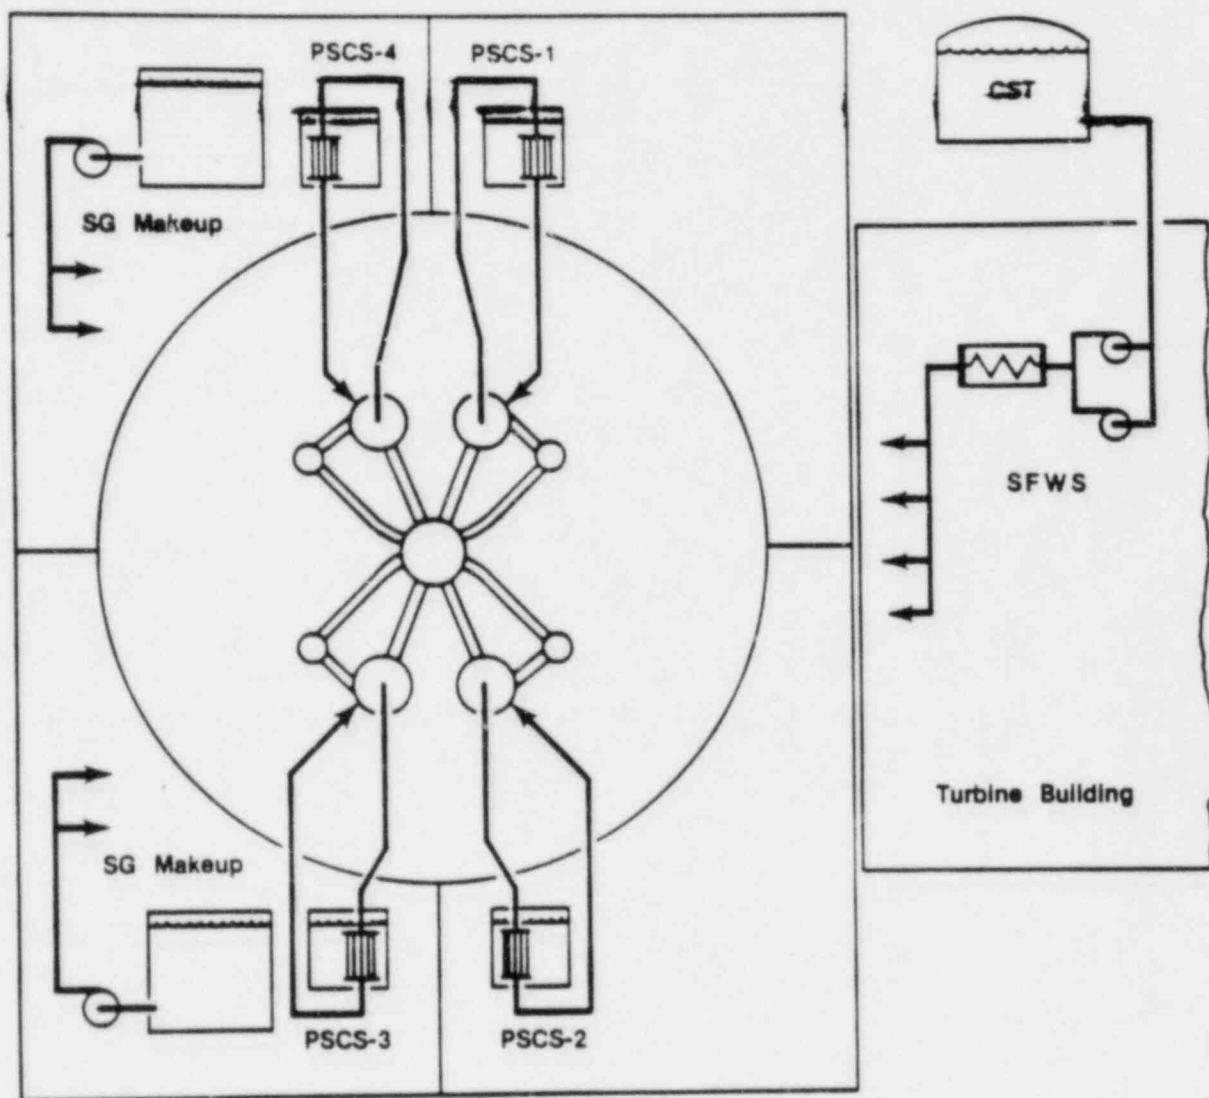 PSCS-4
PSCS-1
CST
SG Makeup
SFWS
Turbine Building
SG Makeup
PSCS-3
PSCS-2